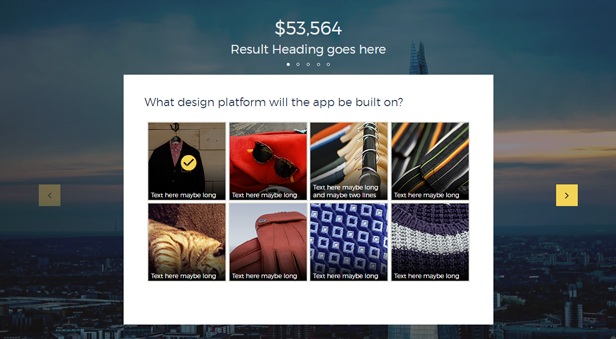 $53,564
Result Heading goes here
What design platform will the app be built on?
Text here maybe long
Text here maybe long
Text here maybe long
and maybe two lines
Text here maybe long
Text here maybe long
Text here maybe long
Text here maybe long
Text here maybe long